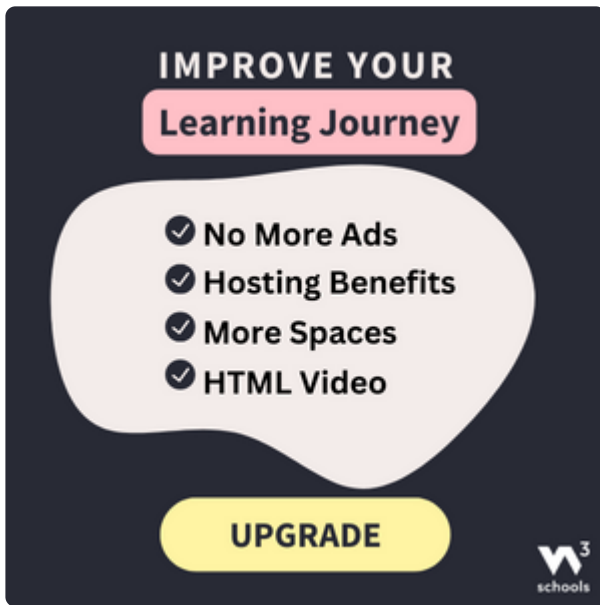 IMPROVE YOUR
Learning Journey
No More Ads
Hosting Benefits
More Spaces
HTML Video
UPGRADE
W3
schools